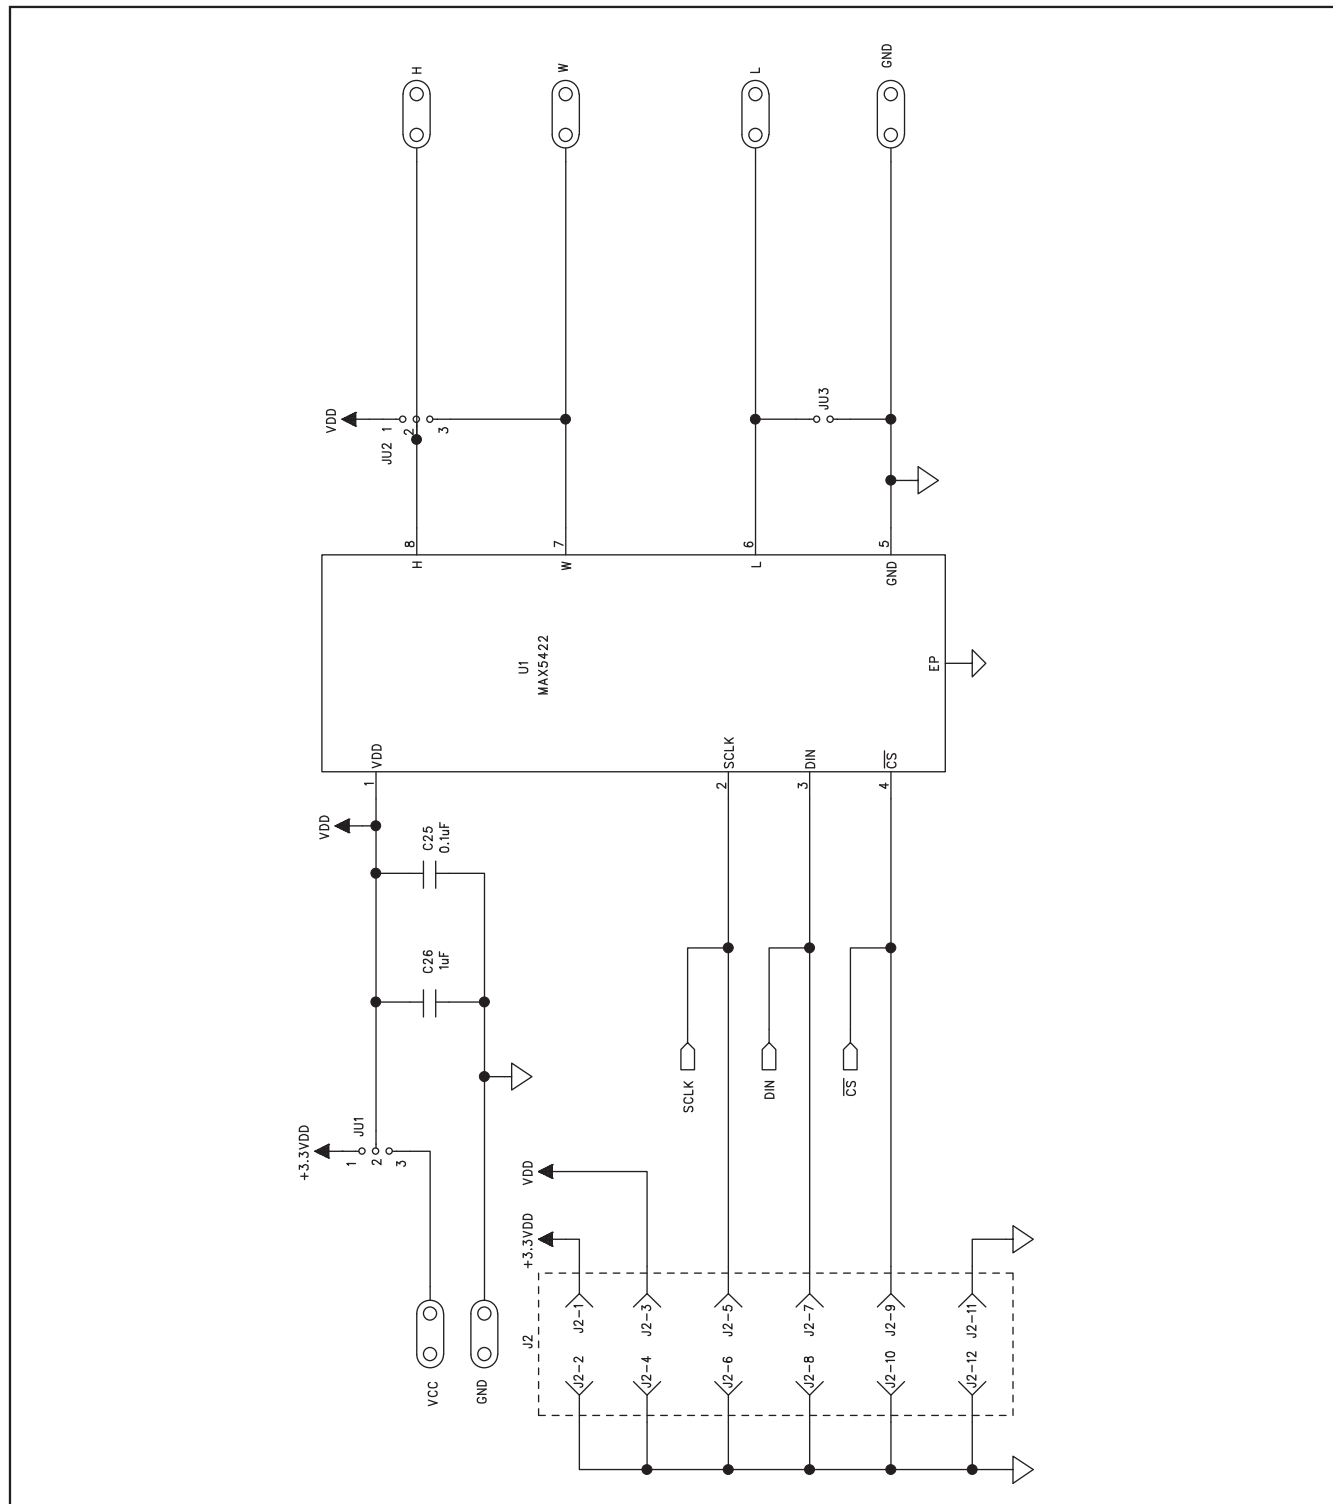 H
W
L
GND
VDD
1
2
3
JU2
JU3
8
7
6
5
H
W
L
GND
U1
MAX5422
EP
VDD
SCLK
DIN
CS
1
2
3
4
VDD
C25
0.1uF
C26
1uF
SCLK
DIN
CS
+3.3VDD
JU1
1
2
3
VDD
+3.3VDD
J2
J2-1
J2-3
J2-5
J2-7
J2-9
J2-11
J2-2
J2-4
J2-6
J2-8
J2-10
J2-12
VCC
GND